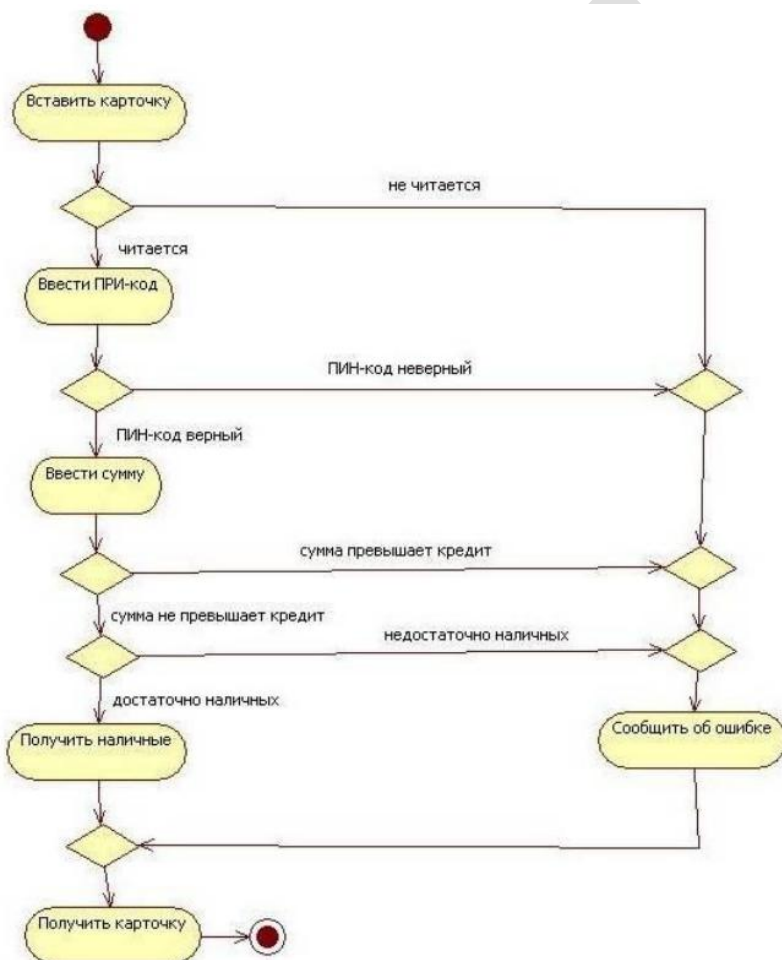 Вставить карточку
не читается
читается
Ввести ПРИ-код
ПИН-код неверный
ПИН-код верный
Ввести сумму
сумма превышает кредит
сумма не превышает кредит
недостаточно наличных
достаточно наличных
Получить наличные
Сообщить об ошибке
Получить карточку